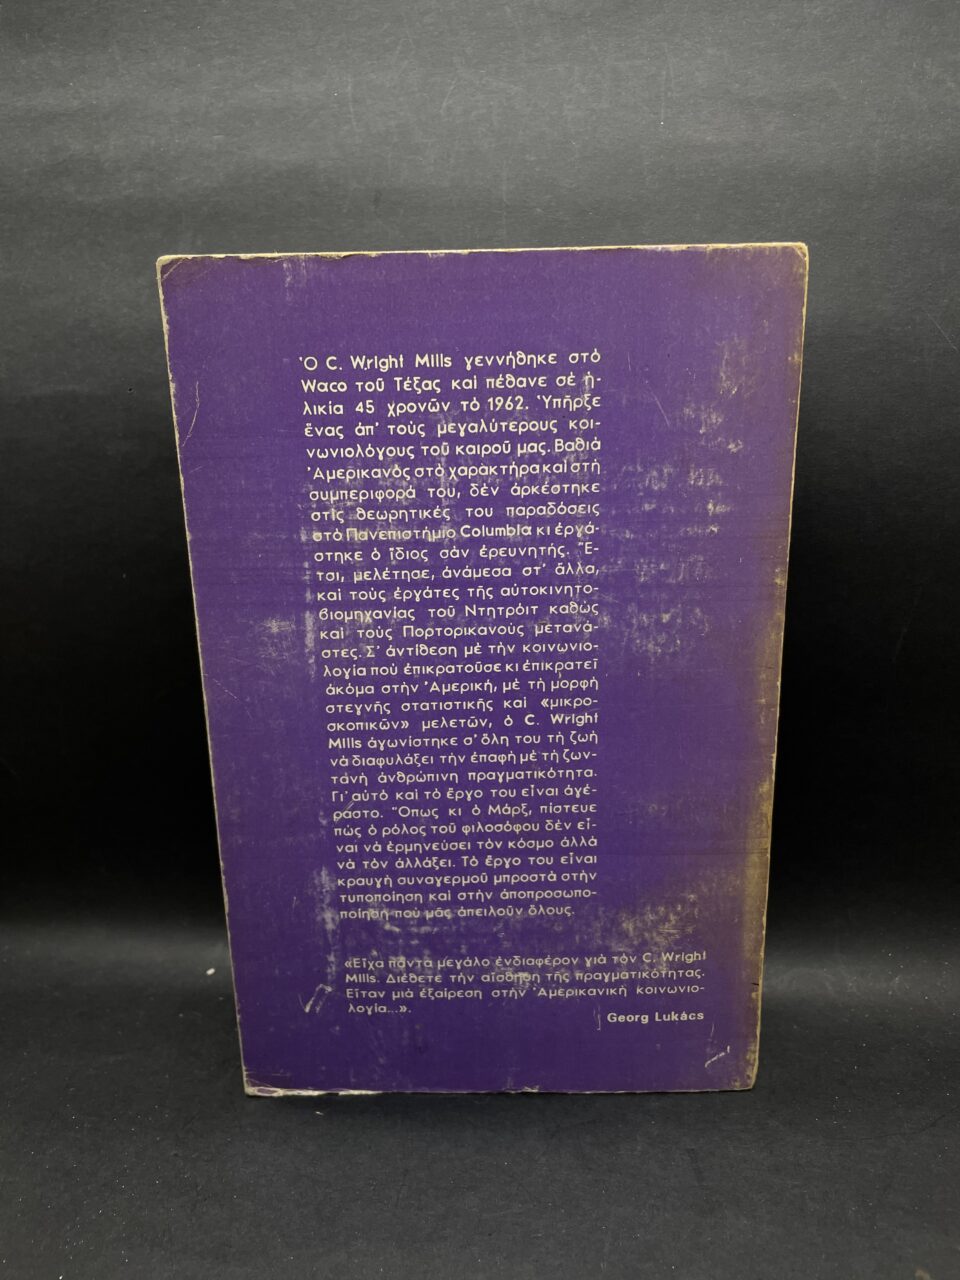 Ὁ C. Wright Mills γεννήθηκε στὸ
Waco τοῦ Τέξας καὶ πέθανε σὲ ἡ-
λικία 45 χρονῶν τὸ 1962. Ὑπῆρξε
ἕνας ἀπ' τοὺς μεγαλύτερους κοι-
νωνιολόγους τοῦ καιροῦ μας. Βαθιὰ
Ἀμερικανὸς στὸ χαρακτήρα καὶ στὴ
συμπεριφορά του, δὲν ἀρκέστηκε
στὶς θεωρητικές του παραδόσεις
στὸ Πανεπιστήμιο Columbia κι ἐργά-
στηκε ὁ ἴδιος σὰν ἐρευνητής. Ἔ-
τσι, μελέτησε, ἀνάμεσα στ' ἄλλα,
καὶ τοὺς ἐργάτες τῆς αὐτοκινητο-
βιομηχανίας τοῦ Ντητρόιτ καθὼς
καὶ τοὺς Πορτορικανοὺς μετανά-
στες. Σ' ἀντίθεση μὲ τὴν κοινωνιο-
λογία ποὺ ἐπικρατοῦσε κι ἐπικρατεῖ
ἀκόμα στὴν Ἀμερική, μὲ τὴ μορφὴ
στεγνῆς στατιστικῆς καὶ «μικρο-
σκοπικῶν» μελετῶν, ὁ C. Wright
Mills ἀγωνίστηκε σ' ὅλη του τὴ ζωὴ
νὰ διαφυλάξει τὴν ἐπαφὴ μὲ τὴ ζων-
τανὴ ἀνθρώπινη πραγματικότητα.
Γι' αὐτὸ καὶ τὸ ἔργο του εἶναι ἀγέ-
ραστο. Ὅπως κι ὁ Μάρξ, πίστευε
πὼς ὁ ρόλος τοῦ φιλοσόφου δὲν εἶ-
ναι νὰ ἑρμηνεύσει τὸν κόσμο ἀλλὰ
νὰ τὸν ἀλλάξει. Τὸ ἔργο του εἶναι
κραυγὴ συναγερμοῦ μπροστὰ στὴν
τυποποίηση καὶ στὴν ἀποπροσωπο-
ποίηση ποὺ μᾶς ἀπειλοῦν ὅλους.
«Εἶχα πάντα μεγάλο ἐνδιαφέρον γιὰ τὸν C. Wright
Mills. Διέθετε τὴν αἴσθηση τῆς πραγματικότητας.
Εἴταν μιὰ ἐξαίρεση στὴν Ἀμερικανικὴ κοινωνιο-
λογία...».
Georg Lukács